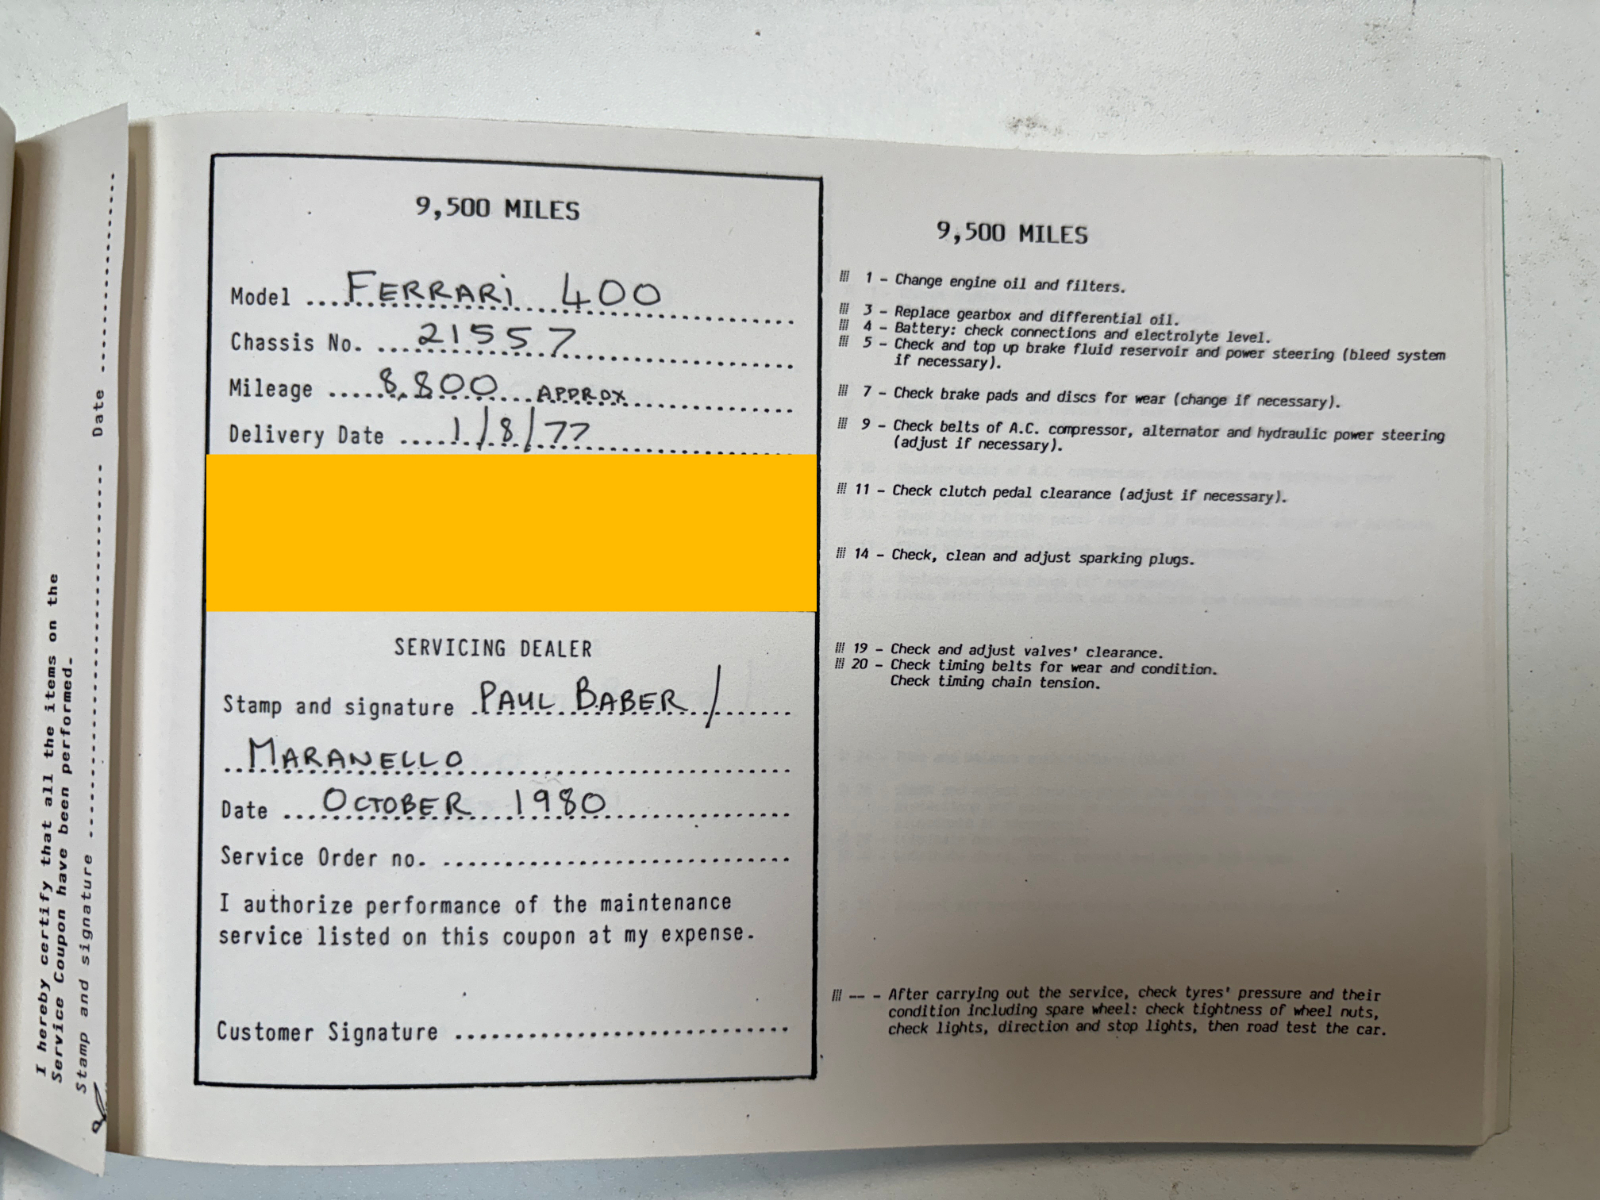 9,500 MILES
Model ....FERRARI 400
Chassis No. ....21557
Mileage ....8,800 APPROX
Delivery Date ....1/8/77
SERVICING DEALER
Stamp and signature PAUL BABER /
MARANELLO
Date ....OCTOBER 1980
Service Order no. ....
I authorize performance of the maintenance
service listed on this coupon at my expense.
Customer Signature ....
9,500 MILES
1 - Change engine oil and filters.
3 - Replace gearbox and differential oil.
4 - Battery: check connections and electrolyte level.
5 - Check and top up brake fluid reservoir and power steering (bleed system
if necessary).
7 - Check brake pads and discs for wear (change if necessary).
9 - Check belts of A.C. compressor, alternator and hydraulic power steering
(adjust if necessary).
11 - Check clutch pedal clearance (adjust if necessary).
14 - Check, clean and adjust sparking plugs.
19 - Check and adjust valves' clearance.
20 - Check timing belts for wear and condition.
Check timing chain tension.
-- - After carrying out the service, check tyres' pressure and their
condition including spare wheel: check tightness of wheel nuts,
check lights, direction and stop lights, then road test the car.
I hereby certify that all the items on the
Service Coupon have been performed.
Stamp and signature .... Date ....